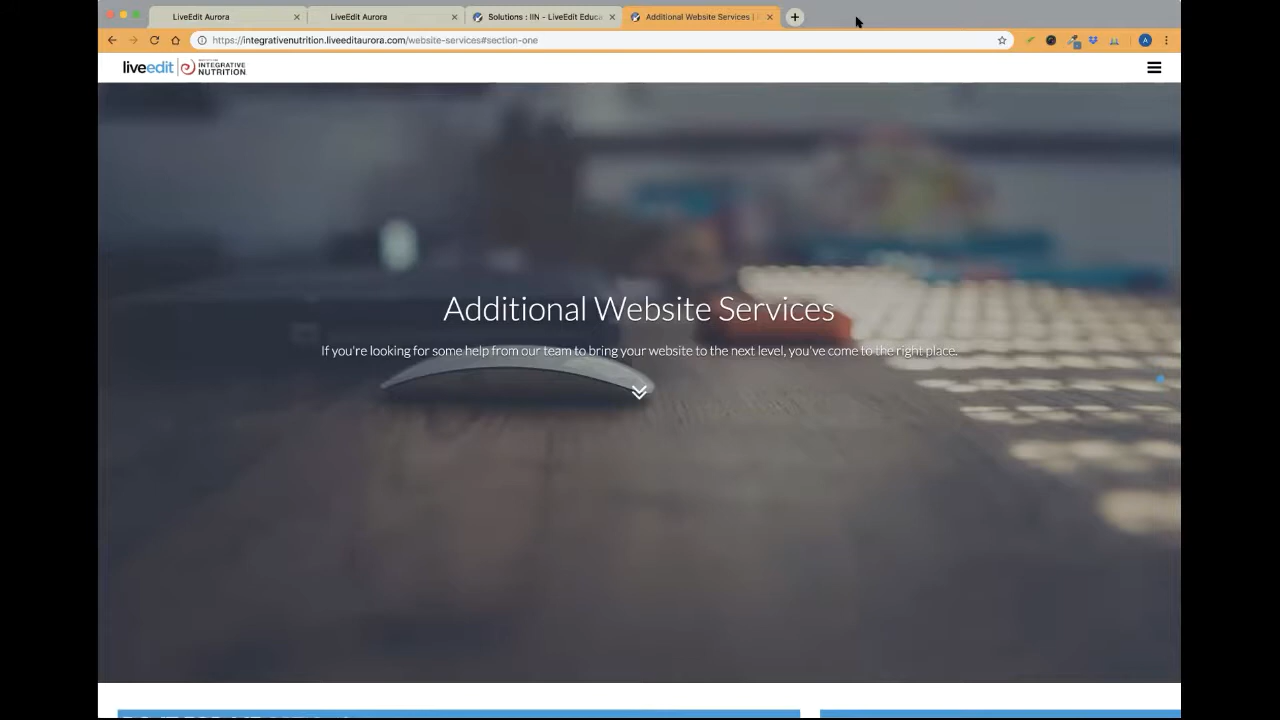 LiveEdit Aurora
LiveEdit Aurora
Solutions : IIN - LiveEdit Educa
Additional Website Services |
https://integrativenutrition.liveeditaurora.com/website-services#section-one
A
liveedit
INTEGRATIVE
NUTRITION
Additional Website Services
If you're looking for some help from our team to bring your website to the next level, you've come to the right place.